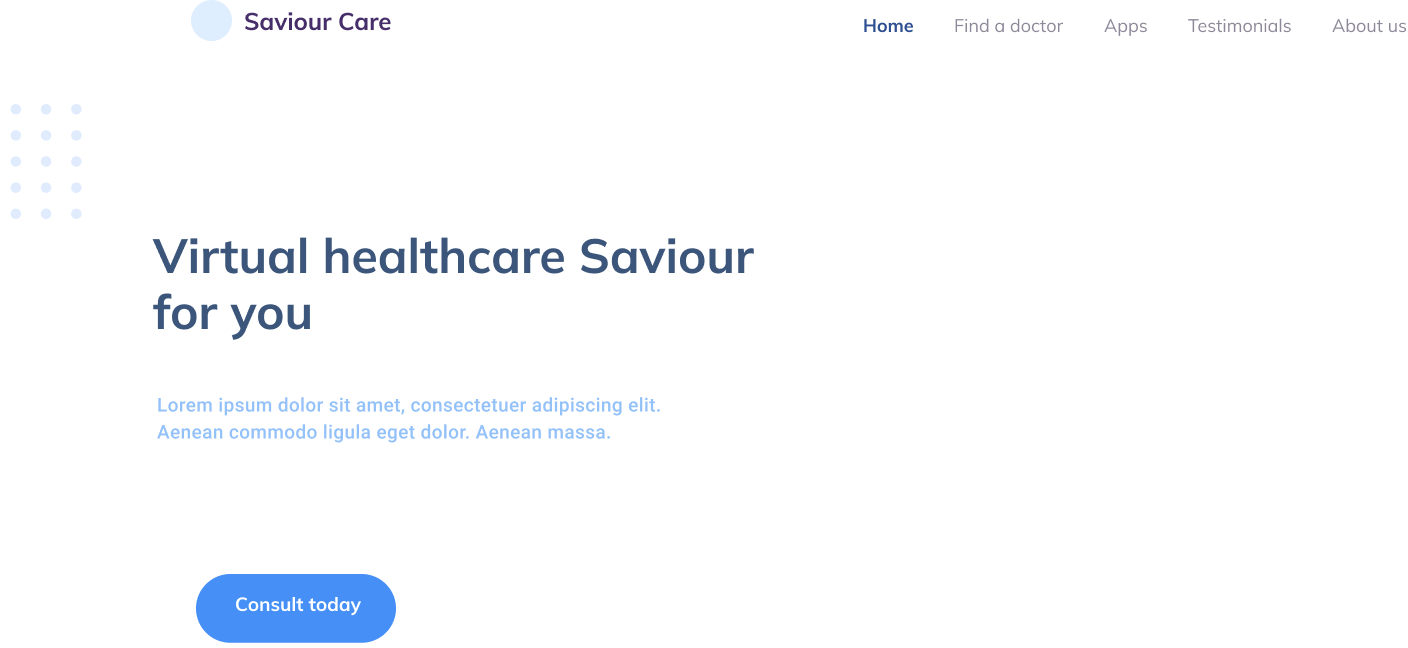 Saviour Care
Home Find a doctor Apps Testimonials About us
Virtual healthcare Saviour
for you
Lorem ipsum dolor sit amet, consectetuer adipiscing elit.
Aenean commodo ligula eget dolor. Aenean massa.
Consult today